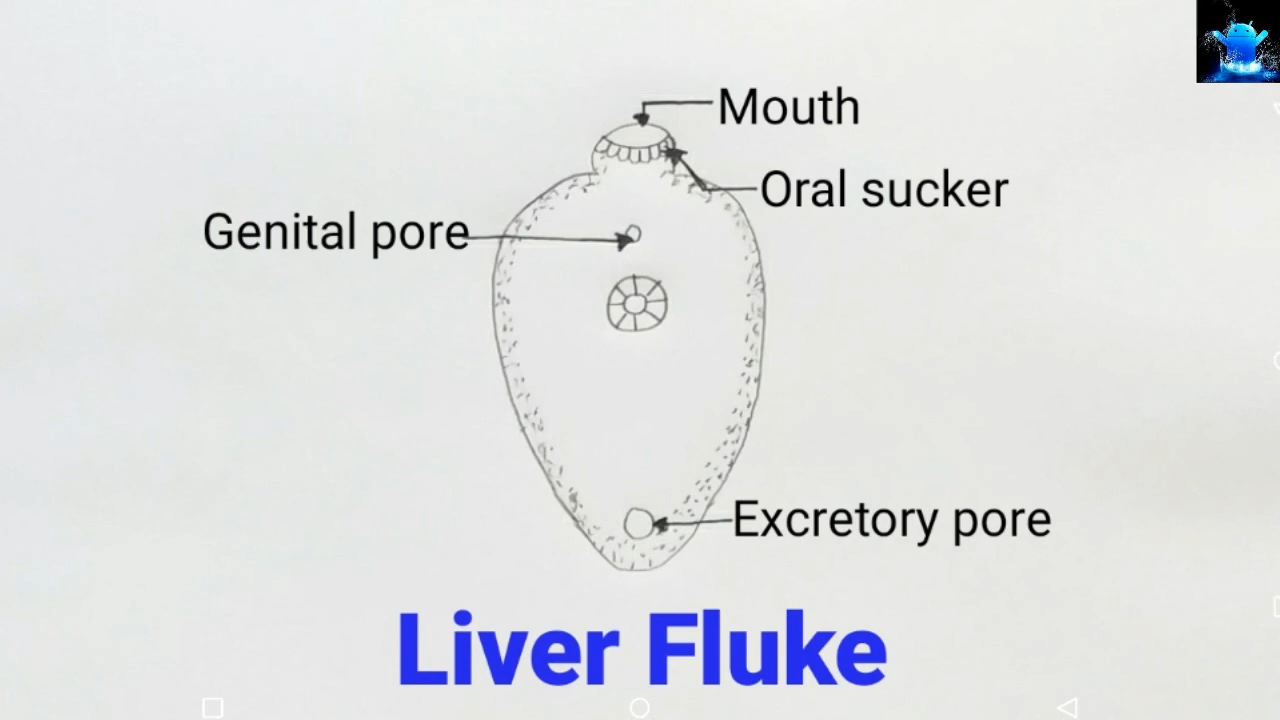 Mouth
Oral sucker
Genital pore
Excretory pore
Liver Fluke